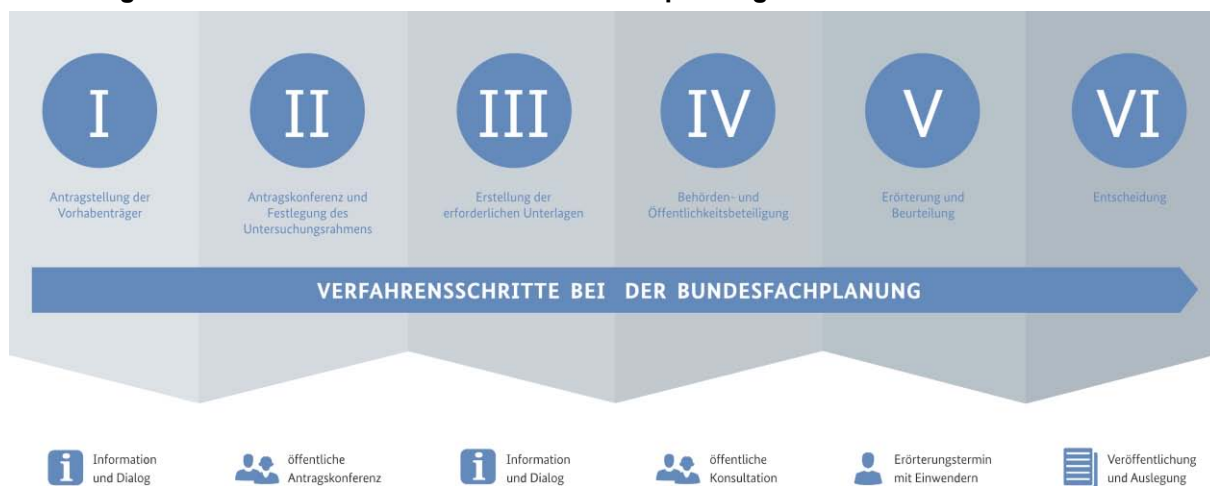 I
II
III
IV
V
VI
Antragstellung der
Vorhabenträger
Antragskonferenz und
Festlegung des
Untersuchungsrahmens
Erstellung der
erforderlichen Unterlagen
Behörden- und
Öffentlichkeitsbeteiligung
Erörterung und
Beurteilung
Entscheidung
VERFAHRENSSCHRITTE BEI DER BUNDESFACHPLANUNG
Information
und Dialog
öffentliche
Antragskonferenz
Information
und Dialog
öffentliche
Konsultation
Erörterungstermin
mit Einwendern
Veröffentlichung
und Auslegung